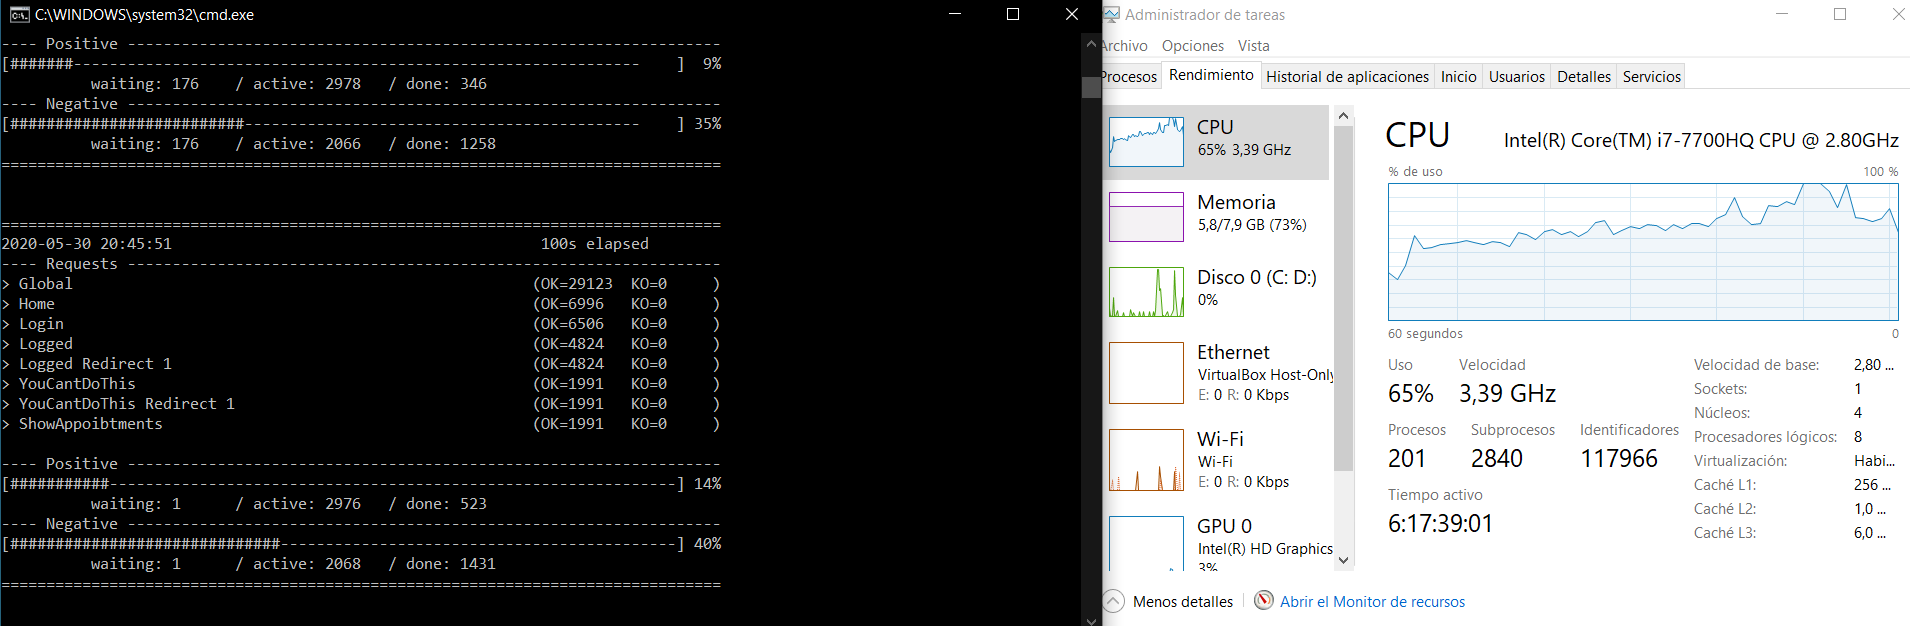 C:\WINDOWS\system32\cmd.exe
---- Positive ------------------------------------------------------------------
[#######---------------------------------------------------------------    ]  9%
          waiting: 176    / active: 2978   / done: 346
---- Negative ------------------------------------------------------------------
[##########################--------------------------------------------    ] 35%
          waiting: 176    / active: 2066   / done: 1258
================================================================================
================================================================================
2020-05-30 20:45:51                                         100s elapsed
---- Requests ------------------------------------------------------------------
> Global                                                   (OK=29123  KO=0     )
> Home                                                     (OK=6996   KO=0     )
> Login                                                    (OK=6506   KO=0     )
> Logged                                                   (OK=4824   KO=0     )
> Logged Redirect 1                                        (OK=4824   KO=0     )
> YouCantDoThis                                            (OK=1991   KO=0     )
> YouCantDoThis Redirect 1                                 (OK=1991   KO=0     )
> ShowAppoibtments                                         (OK=1991   KO=0     )
---- Positive ------------------------------------------------------------------
[###########---------------------------------------------------------------] 14%
          waiting: 1      / active: 2976   / done: 523
---- Negative ------------------------------------------------------------------
[##############################--------------------------------------------] 40%
          waiting: 1      / active: 2068   / done: 1431
================================================================================
Administrador de tareas
Archivo Opciones Vista
Procesos Rendimiento Historial de aplicaciones Inicio Usuarios Detalles Servicios
CPU
65% 3,39 GHz
Memoria
5,8/7,9 GB (73%)
Disco 0 (C: D:)
0%
Ethernet
VirtualBox Host-Only
E: 0 R: 0 Kbps
Wi-Fi
Wi-Fi
E: 0 R: 0 Kbps
GPU 0
Intel(R) HD Graphics
3%
CPU Intel(R) Core(TM) i7-7700HQ CPU @ 2.80GHz
% de uso 100 %
60 segundos 0
Uso Velocidad
65% 3,39 GHz
Procesos Subprocesos Identificadores
201 2840 117966
Tiempo activo
6:17:39:01
Velocidad de base: 2,80 ...
Sockets: 1
Núcleos: 4
Procesadores lógicos: 8
Virtualización: Habi...
Caché L1: 256 ...
Caché L2: 1,0 ...
Caché L3: 6,0 ...
Menos detalles Abrir el Monitor de recursos